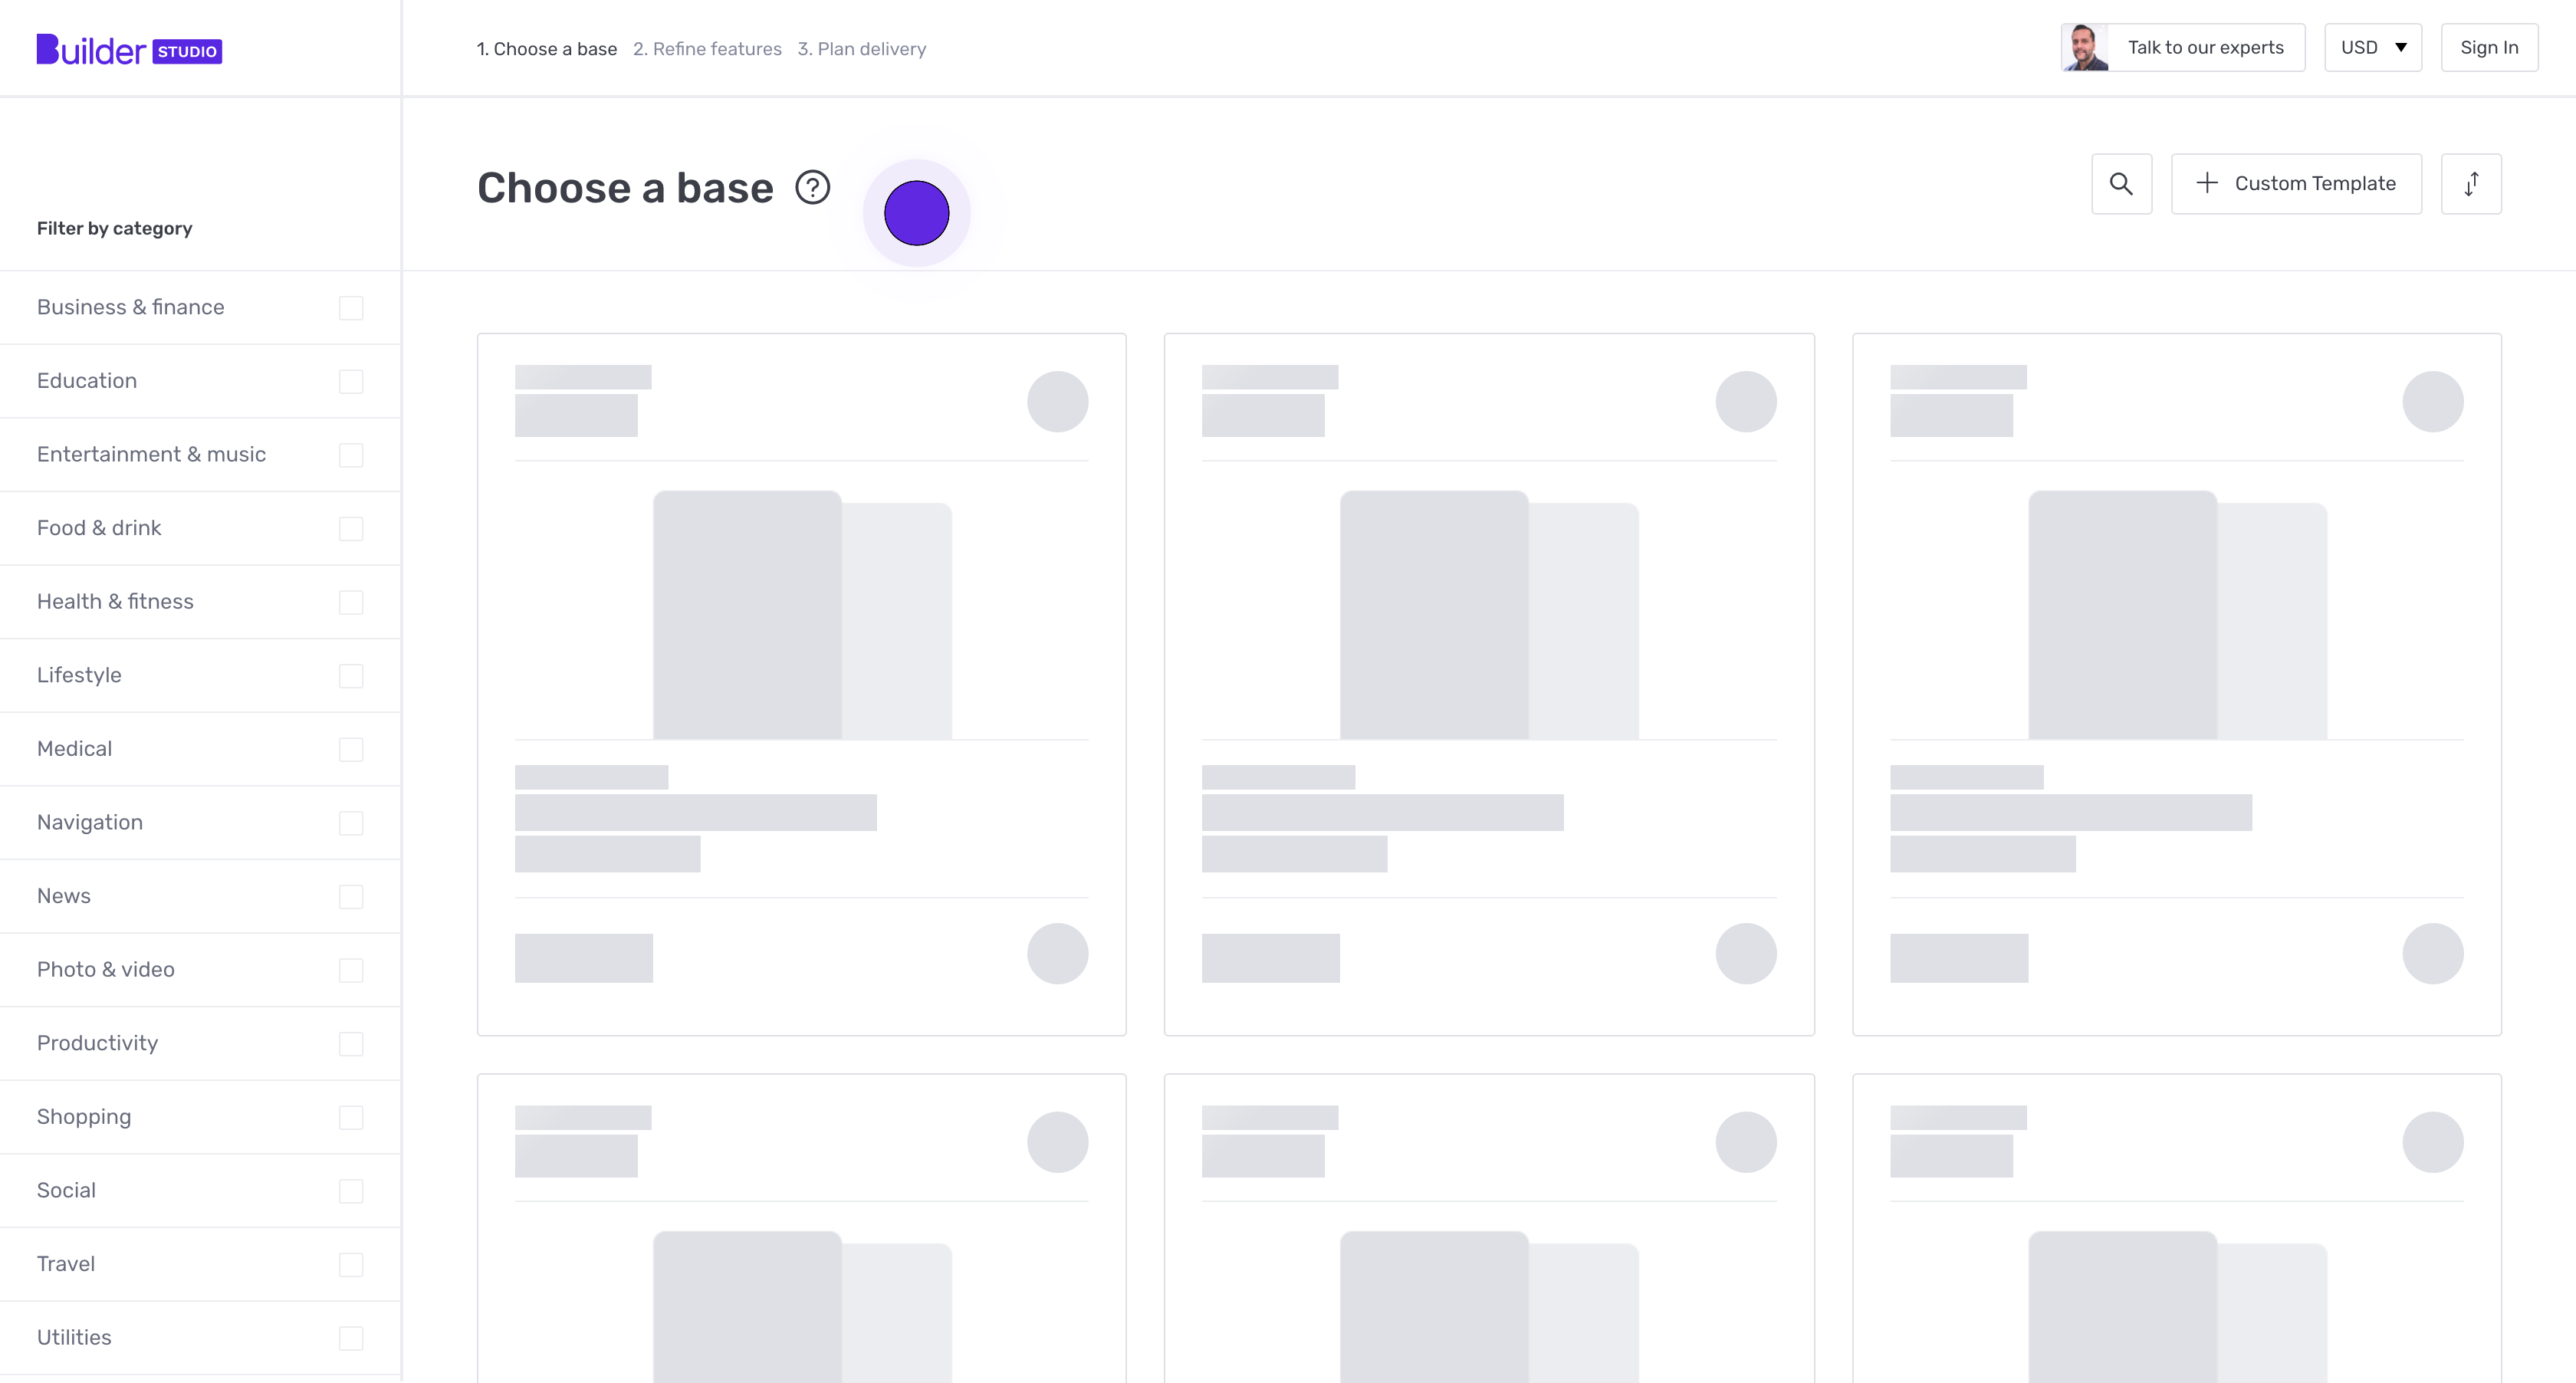 Builder STUDIO
1. Choose a base 2. Refine features 3. Plan delivery
Talk to our experts
USD
Sign In
Choose a base ?
Custom Template
Filter by category
Business & finance
Education
Entertainment & music
Food & drink
Health & fitness
Lifestyle
Medical
Navigation
News
Photo & video
Productivity
Shopping
Social
Travel
Utilities